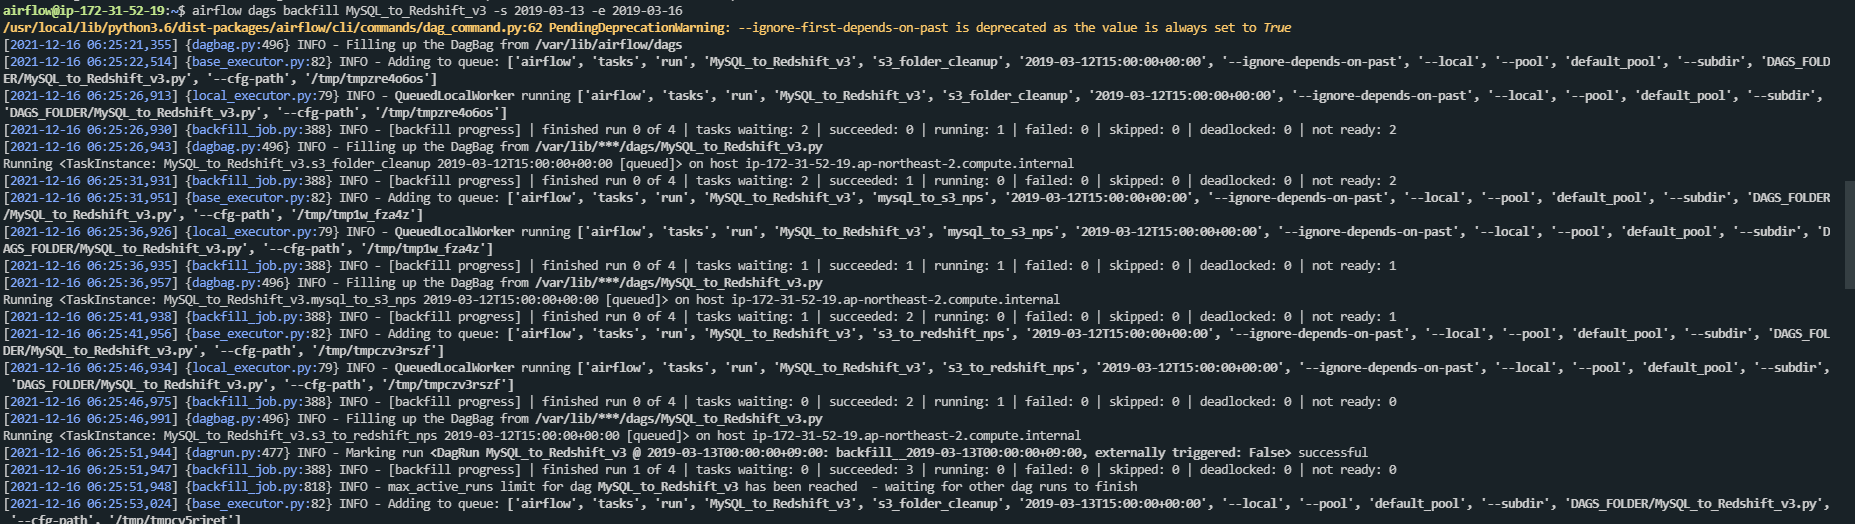 airflow@ip-172-31-52-19:~$ airflow dags backfill MySQL_to_Redshift_v3 -s 2019-03-13 -e 2019-03-16
/usr/local/lib/python3.6/dist-packages/airflow/cli/commands/dag_command.py:62 PendingDeprecationWarning: --ignore-first-depends-on-past is deprecated as the value is always set to True
[2021-12-16 06:25:21,355] {dagbag.py:496} INFO - Filling up the DagBag from /var/lib/airflow/dags
[2021-12-16 06:25:22,514] {base_executor.py:82} INFO - Adding to queue: ['airflow', 'tasks', 'run', 'MySQL_to_Redshift_v3', 's3_folder_cleanup', '2019-03-12T15:00:00+00:00', '--ignore-depends-on-past', '--local', '--pool', 'default_pool', '--subdir', 'DAGS_FOLD
ER/MySQL_to_Redshift_v3.py', '--cfg-path', '/tmp/tmpzre4o6os']
[2021-12-16 06:25:26,913] {local_executor.py:79} INFO - QueuedLocalWorker running ['airflow', 'tasks', 'run', 'MySQL_to_Redshift_v3', 's3_folder_cleanup', '2019-03-12T15:00:00+00:00', '--ignore-depends-on-past', '--local', '--pool', 'default_pool', '--subdir',
'DAGS_FOLDER/MySQL_to_Redshift_v3.py', '--cfg-path', '/tmp/tmpzre4o6os']
[2021-12-16 06:25:26,930] {backfill_job.py:388} INFO - [backfill progress] | finished run 0 of 4 | tasks waiting: 2 | succeeded: 0 | running: 1 | failed: 0 | skipped: 0 | deadlocked: 0 | not ready: 2
[2021-12-16 06:25:26,943] {dagbag.py:496} INFO - Filling up the DagBag from /var/lib/***/dags/MySQL_to_Redshift_v3.py
Running <TaskInstance: MySQL_to_Redshift_v3.s3_folder_cleanup 2019-03-12T15:00:00+00:00 [queued]> on host ip-172-31-52-19.ap-northeast-2.compute.internal
[2021-12-16 06:25:31,931] {backfill_job.py:388} INFO - [backfill progress] | finished run 0 of 4 | tasks waiting: 2 | succeeded: 1 | running: 0 | failed: 0 | skipped: 0 | deadlocked: 0 | not ready: 2
[2021-12-16 06:25:31,951] {base_executor.py:82} INFO - Adding to queue: ['airflow', 'tasks', 'run', 'MySQL_to_Redshift_v3', 'mysql_to_s3_nps', '2019-03-12T15:00:00+00:00', '--ignore-depends-on-past', '--local', '--pool', 'default_pool', '--subdir', 'DAGS_FOLDER
/MySQL_to_Redshift_v3.py', '--cfg-path', '/tmp/tmp1w_fza4z']
[2021-12-16 06:25:36,926] {local_executor.py:79} INFO - QueuedLocalWorker running ['airflow', 'tasks', 'run', 'MySQL_to_Redshift_v3', 'mysql_to_s3_nps', '2019-03-12T15:00:00+00:00', '--ignore-depends-on-past', '--local', '--pool', 'default_pool', '--subdir', 'D
AGS_FOLDER/MySQL_to_Redshift_v3.py', '--cfg-path', '/tmp/tmp1w_fza4z']
[2021-12-16 06:25:36,935] {backfill_job.py:388} INFO - [backfill progress] | finished run 0 of 4 | tasks waiting: 1 | succeeded: 1 | running: 1 | failed: 0 | skipped: 0 | deadlocked: 0 | not ready: 1
[2021-12-16 06:25:36,957] {dagbag.py:496} INFO - Filling up the DagBag from /var/lib/***/dags/MySQL_to_Redshift_v3.py
Running <TaskInstance: MySQL_to_Redshift_v3.mysql_to_s3_nps 2019-03-12T15:00:00+00:00 [queued]> on host ip-172-31-52-19.ap-northeast-2.compute.internal
[2021-12-16 06:25:41,938] {backfill_job.py:388} INFO - [backfill progress] | finished run 0 of 4 | tasks waiting: 1 | succeeded: 2 | running: 0 | failed: 0 | skipped: 0 | deadlocked: 0 | not ready: 1
[2021-12-16 06:25:41,956] {base_executor.py:82} INFO - Adding to queue: ['airflow', 'tasks', 'run', 'MySQL_to_Redshift_v3', 's3_to_redshift_nps', '2019-03-12T15:00:00+00:00', '--ignore-depends-on-past', '--local', '--pool', 'default_pool', '--subdir', 'DAGS_FOL
DER/MySQL_to_Redshift_v3.py', '--cfg-path', '/tmp/tmpczv3rszf']
[2021-12-16 06:25:46,934] {local_executor.py:79} INFO - QueuedLocalWorker running ['airflow', 'tasks', 'run', 'MySQL_to_Redshift_v3', 's3_to_redshift_nps', '2019-03-12T15:00:00+00:00', '--ignore-depends-on-past', '--local', '--pool', 'default_pool', '--subdir',
'DAGS_FOLDER/MySQL_to_Redshift_v3.py', '--cfg-path', '/tmp/tmpczv3rszf']
[2021-12-16 06:25:46,975] {backfill_job.py:388} INFO - [backfill progress] | finished run 0 of 4 | tasks waiting: 0 | succeeded: 2 | running: 1 | failed: 0 | skipped: 0 | deadlocked: 0 | not ready: 0
[2021-12-16 06:25:46,991] {dagbag.py:496} INFO - Filling up the DagBag from /var/lib/***/dags/MySQL_to_Redshift_v3.py
Running <TaskInstance: MySQL_to_Redshift_v3.s3_to_redshift_nps 2019-03-12T15:00:00+00:00 [queued]> on host ip-172-31-52-19.ap-northeast-2.compute.internal
[2021-12-16 06:25:51,944] {dagrun.py:477} INFO - Marking run <DagRun MySQL_to_Redshift_v3 @ 2019-03-13T00:00:00+09:00: backfill__2019-03-13T00:00:00+09:00, externally triggered: False> successful
[2021-12-16 06:25:51,947] {backfill_job.py:388} INFO - [backfill progress] | finished run 1 of 4 | tasks waiting: 0 | succeeded: 3 | running: 0 | failed: 0 | skipped: 0 | deadlocked: 0 | not ready: 0
[2021-12-16 06:25:51,948] {backfill_job.py:818} INFO - max_active_runs limit for dag MySQL_to_Redshift_v3 has been reached  - waiting for other dag runs to finish
[2021-12-16 06:25:53,024] {base_executor.py:82} INFO - Adding to queue: ['airflow', 'tasks', 'run', 'MySQL_to_Redshift_v3', 's3_folder_cleanup', '2019-03-13T15:00:00+00:00', '--local', '--pool', 'default_pool', '--subdir', 'DAGS_FOLDER/MySQL_to_Redshift_v3.py',
'--cfg-path', '/tmp/tmpcv5rjret']